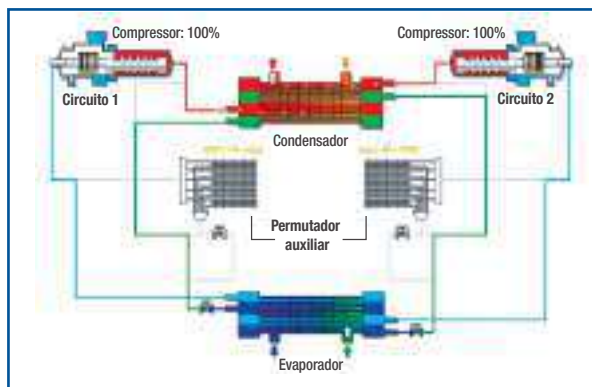 Compressor: 100%
Compressor: 100%
Circuito 1
Circuito 2
Condensador
Permutador
auxiliar
Evaporador